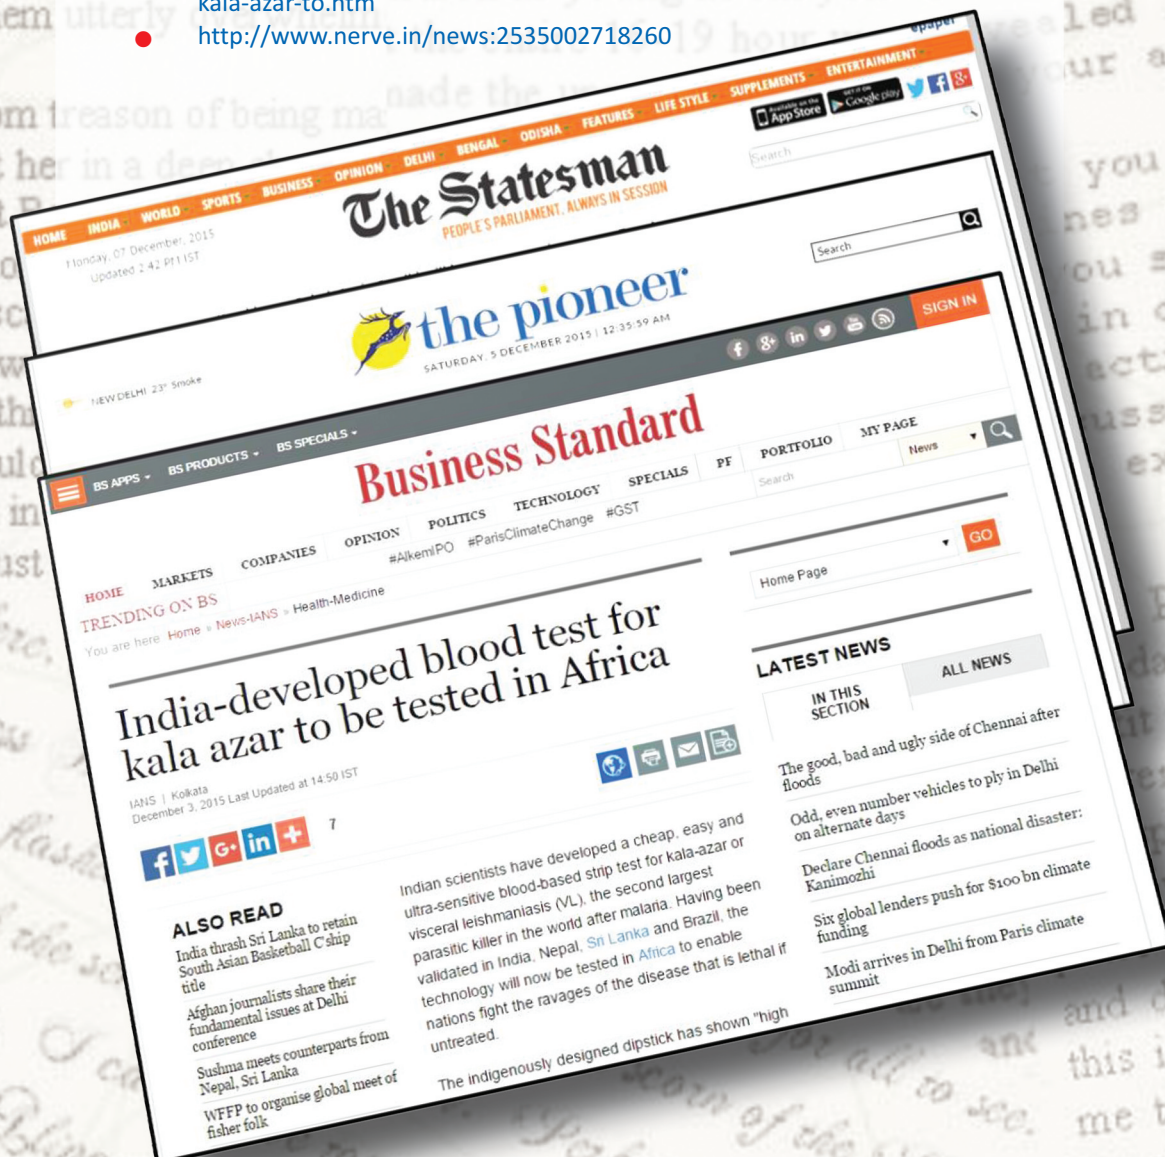 kala-azar-to.htm
http://www.nerve.in/news:2535002718260
epaper
HOME INDIA WORLD SPORTS BUSINESS OPINION DELHI BENGAL ODISHA FEATURES LIFE STYLE SUPPLEMENTS ENTERTAINMENT
Monday, 07 December, 2015
Updated 2:42 PM IST
The Statesman
PEOPLE'S PARLIAMENT, ALWAYS IN SESSION
App Store
Google play
Search
NEW DELHI 23° Smoke
the pioneer
SATURDAY, 5 DECEMBER 2015 | 12:35:59 AM
Search
BS APPS BS PRODUCTS BS SPECIALS
SIGN IN
Business Standard
HOME MARKETS COMPANIES OPINION POLITICS TECHNOLOGY SPECIALS PF PORTFOLIO MY PAGE
TRENDING ON BS #AlkemIPO #ParisClimateChange #GST
Search
News
You are here: Home » News-IANS » Health-Medicine
Home Page
GO
India-developed blood test for
kala azar to be tested in Africa
IANS | Kolkata
December 3, 2015 Last Updated at 14:50 IST
7
Indian scientists have developed a cheap, easy and
ultra-sensitive blood-based strip test for kala-azar or
visceral leishmaniasis (VL), the second largest
parasitic killer in the world after malaria. Having been
validated in India, Nepal, Sri Lanka and Brazil, the
technology will now be tested in Africa to enable
nations fight the ravages of the disease that is lethal if
untreated.
The indigenously designed dipstick has shown "high
ALSO READ
India thrash Sri Lanka to retain
South Asian Basketball C'ship
title
Afghan journalists share their
fundamental issues at Delhi
conference
Sushma meets counterparts from
Nepal, Sri Lanka
WFFP to organise global meet of
fisher folk
LATEST NEWS
IN THIS
SECTION
ALL NEWS
The good, bad and ugly side of Chennai after
floods
Odd, even number vehicles to ply in Delhi
on alternate days
Declare Chennai floods as national disaster:
Kanimozhi
Six global lenders push for $100 bn climate
funding
Modi arrives in Delhi from Paris climate
summit